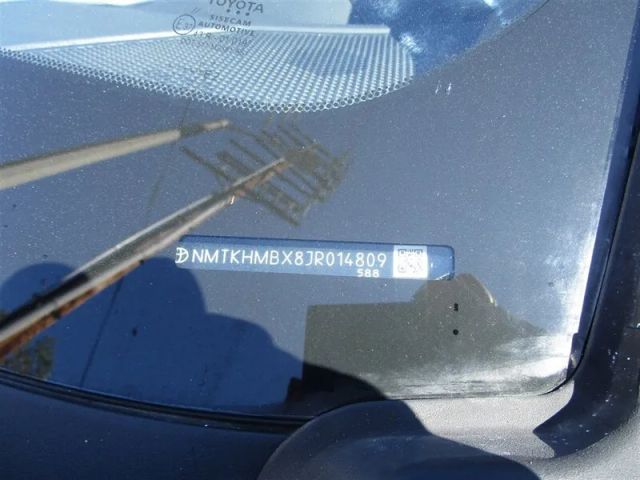 TOYOTA
SISECAM
AUTOMOTIVE
NMTKHMBX8JR014809
588